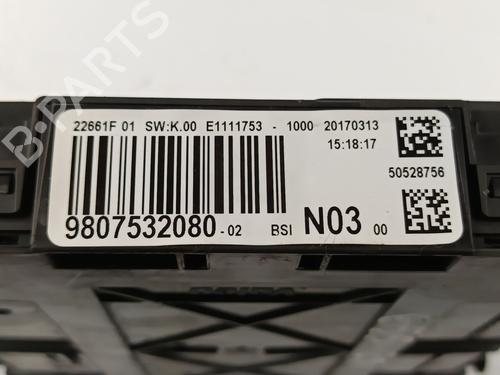 22661F 01 SW:K.00 E1111753 - 1000 20170313
15:18:17
50528756
9807532080-02 BSI N03 00
B-PARTS